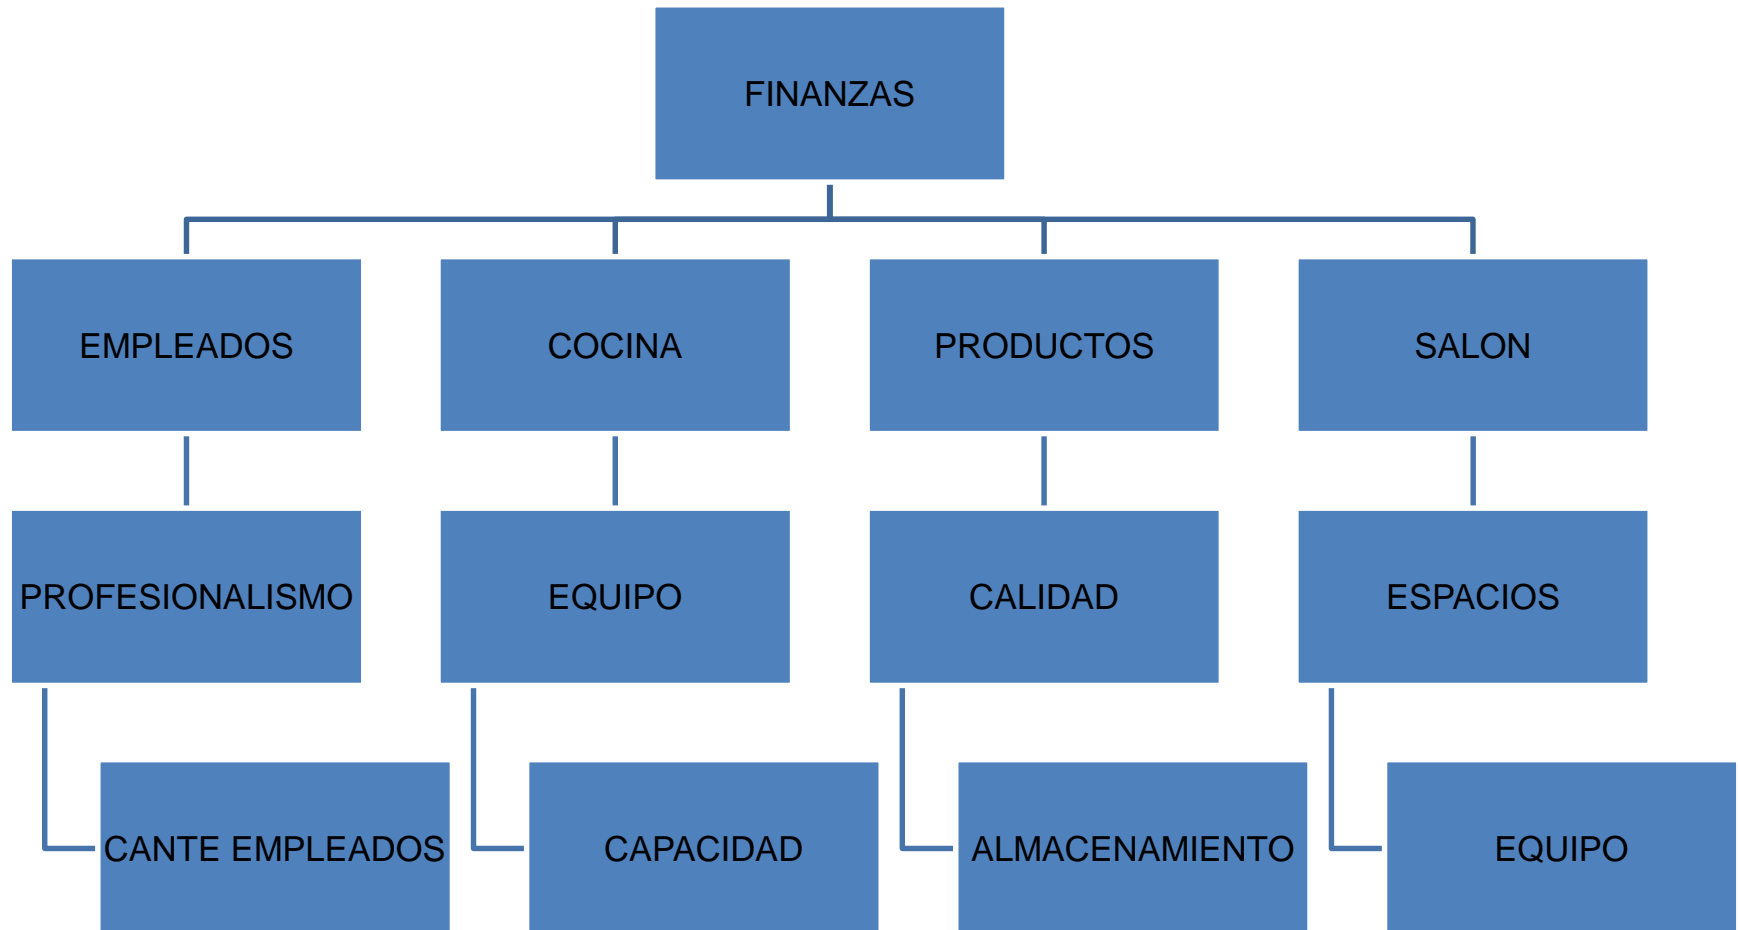 FINANZAS
EMPLEADOS
COCINA
PRODUCTOS
SALON
PROFESIONALISMO
EQUIPO
CALIDAD
ESPACIOS
CANTE EMPLEADOS
CAPACIDAD
ALMACENAMIENTO
EQUIPO